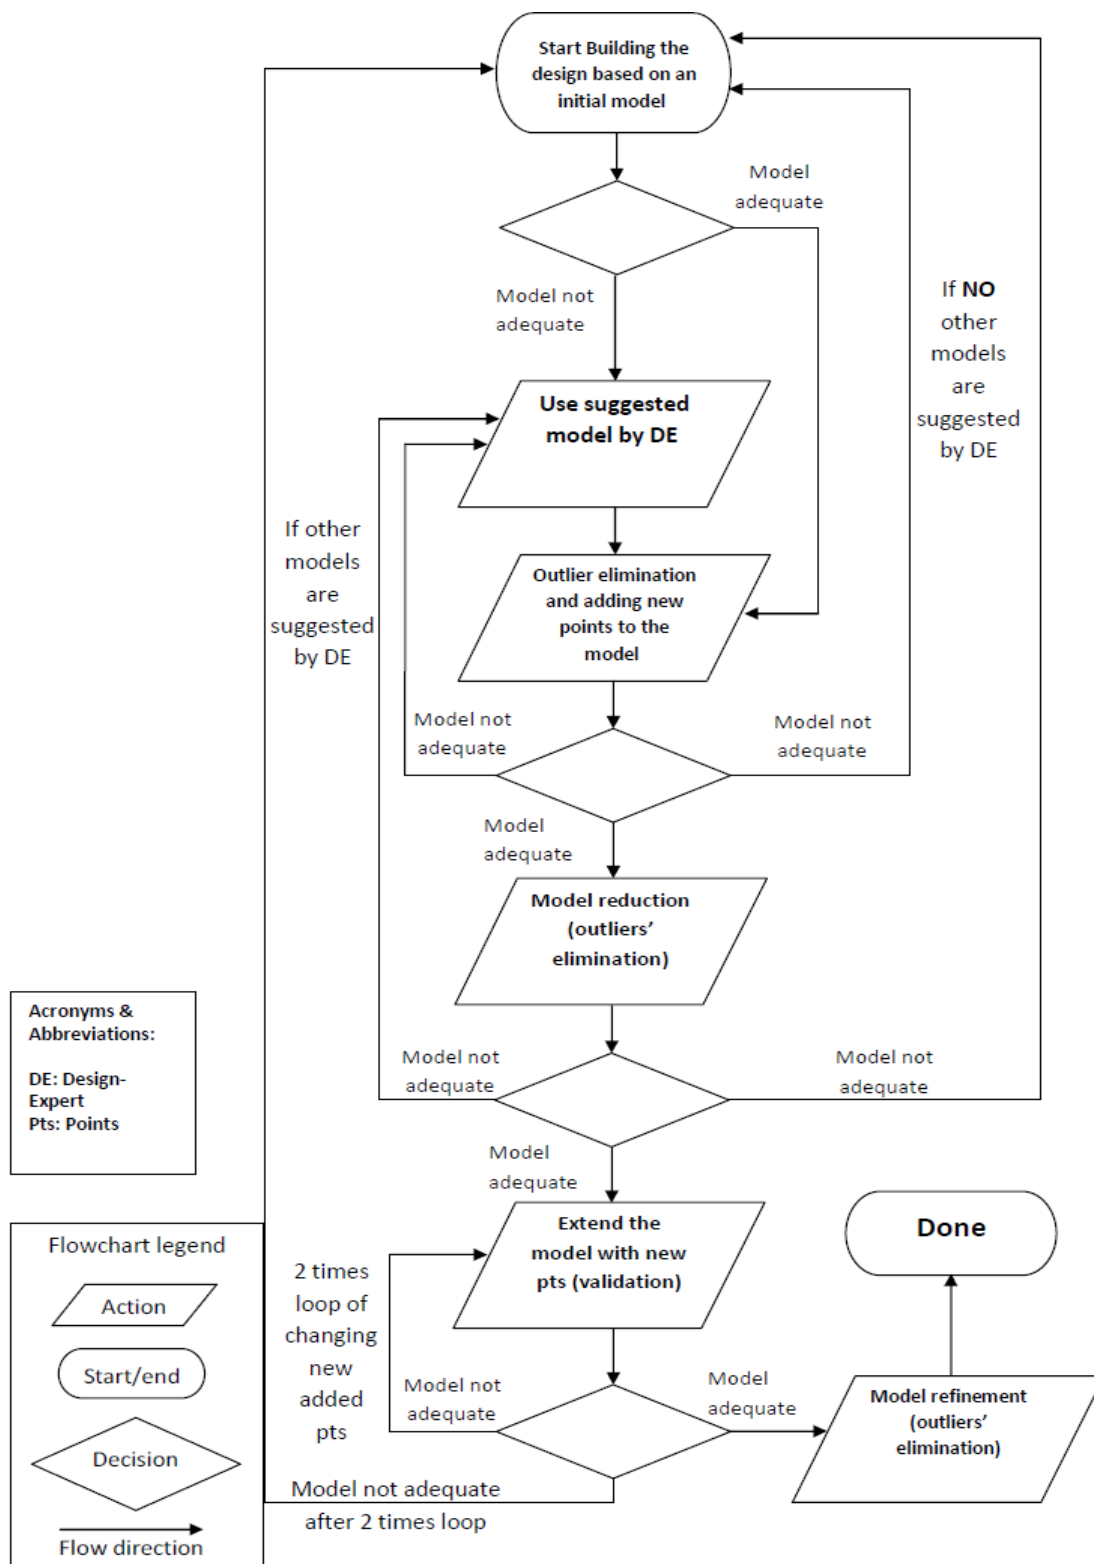 Start Building the
design based on an
initial model
Model
adequate
Model not
adequate
If NO
other
models
are
suggested
by DE
Use suggested
model by DE
If other
models
are
suggested
by DE
Outlier elimination
and adding new
points to the
model
Model not
adequate
Model not
adequate
Model
adequate
Model reduction
(outliers'
elimination)
Acronyms &
Abbreviations:
DE: Design-
Expert
Pts: Points
Model not
adequate
Model not
adequate
Model
adequate
Extend the
model with new
pts (validation)
Done
Flowchart legend
Action
Start/end
Decision
Flow direction
2 times
loop of
changing
new
added
pts
Model not
adequate
Model
adequate
Model refinement
(outliers'
elimination)
Model not adequate
after 2 times loop